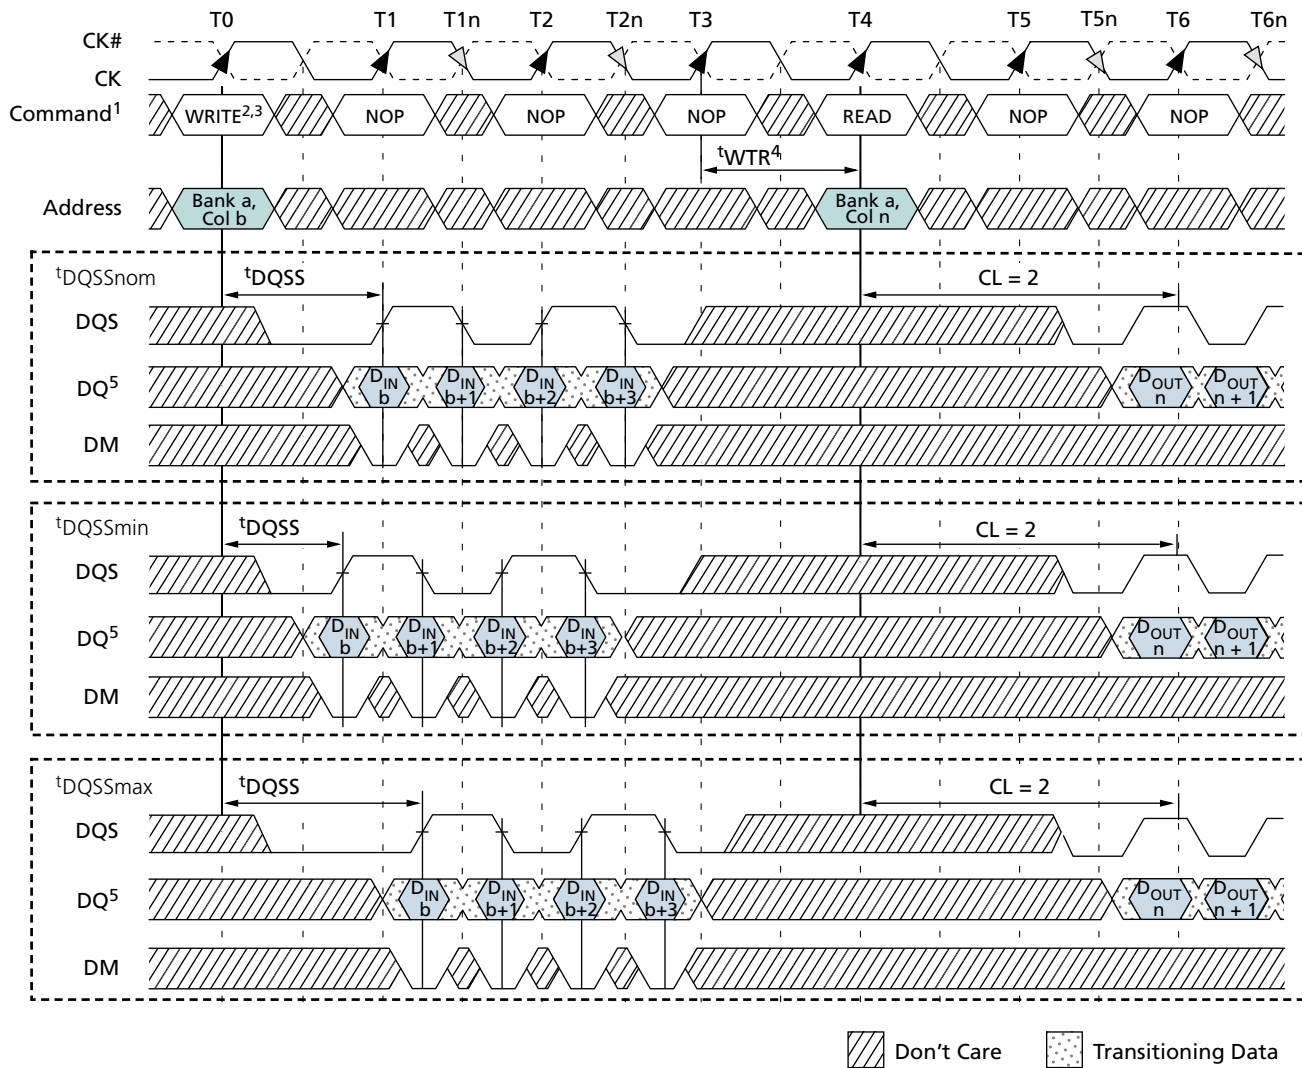 T0 T1 T1n T2 T2n T3 T4 T5 T5n T6 T6n
CK#
CK
Command1 WRITE2,3 NOP NOP NOP READ NOP NOP
tWTR4
Address Bank a, Col b Bank a, Col n
tDQSSnom tDQSS CL = 2
DQS
DQ5 DIN b DIN b+1 DIN b+2 DIN b+3 DOUT n DOUT n + 1
DM
tDQSSmin tDQSS CL = 2
DQS
DQ5 DIN b DIN b+1 DIN b+2 DIN b+3 DOUT n DOUT n + 1
DM
tDQSSmax tDQSS CL = 2
DQS
DQ5 DIN b DIN b+1 DIN b+2 DIN b+3 DOUT n DOUT n + 1
DM
Don't Care Transitioning Data